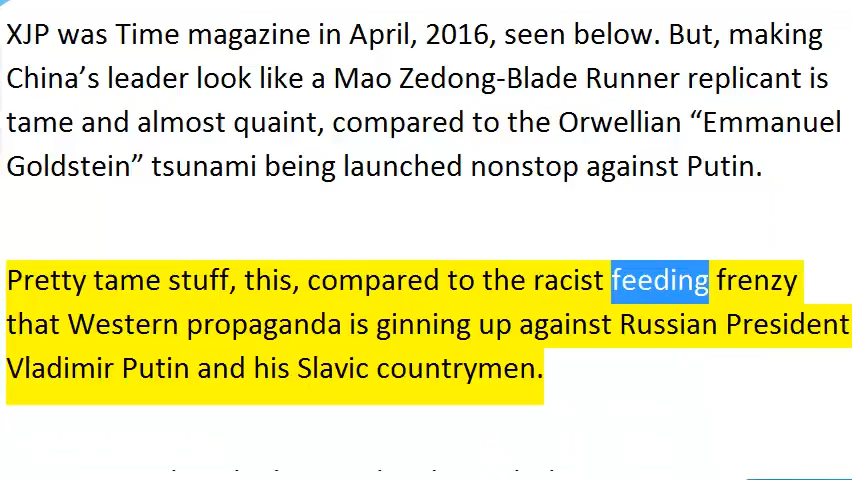 XJP was Time magazine in April, 2016, seen below. But, making
China’s leader look like a Mao Zedong-Blade Runner replicant is
tame and almost quaint, compared to the Orwellian “Emmanuel
Goldstein” tsunami being launched nonstop against Putin.
Pretty tame stuff, this, compared to the racist feeding frenzy
that Western propaganda is ginning up against Russian President
Vladimir Putin and his Slavic countrymen.